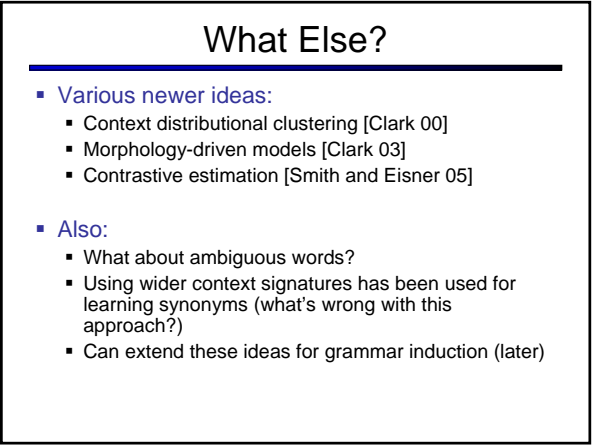 What Else?
▪ Various newer ideas:
▪ Context distributional clustering [Clark 00]
▪ Morphology-driven models [Clark 03]
▪ Contrastive estimation [Smith and Eisner 05]
▪ Also:
▪ What about ambiguous words?
▪ Using wider context signatures has been used for
learning synonyms (what's wrong with this
approach?)
▪ Can extend these ideas for grammar induction (later)